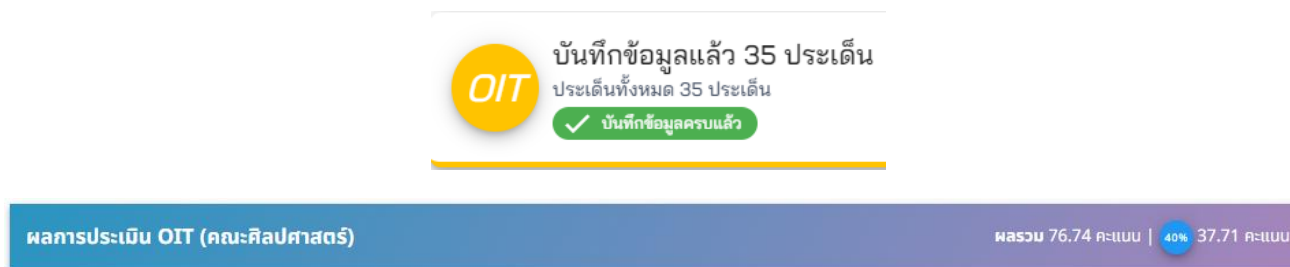 OIT
บันทึกข้อมูลแล้ว 35 ประเด็น
ประเด็นทั้งหมด 35 ประเด็น
บันทึกข้อมูลครบแล้ว
ผลการประเมิน OIT (คณะศิลปศาสตร์) ผลรวม 76.74 คะแนน | 40% 37.71 คะแนน